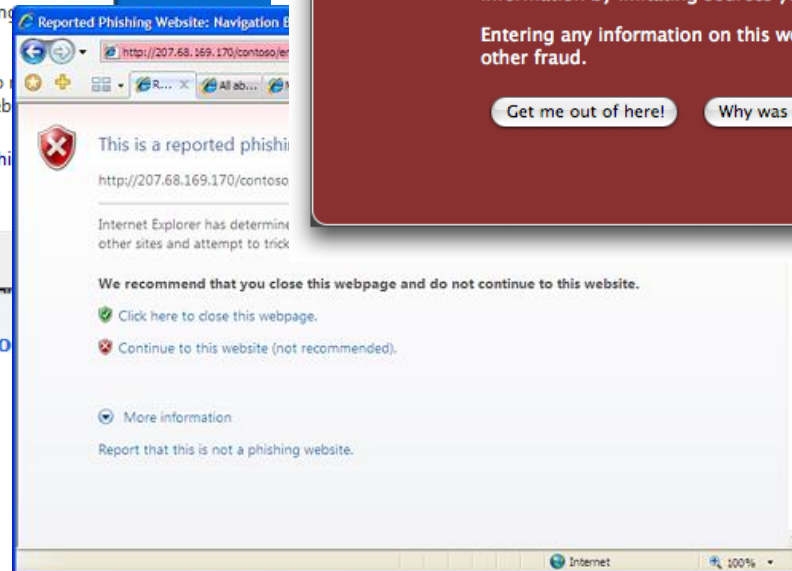 Entering any information on this
other fraud.
Get me out of here!
Why was
Reported Phishing Website: Navigation
http://207.68.169.170/contoso/
R...
All ab...
This is a reported
http://207.68.169.170/contoso
Internet Explorer has
other sites and attempt to trick
We recommend that you close this webpage and do not continue to this website.
Click here to close this webpage.
Continue to this website (not recommended).
More information
Report that this is not a phishing website.
Internet
100%